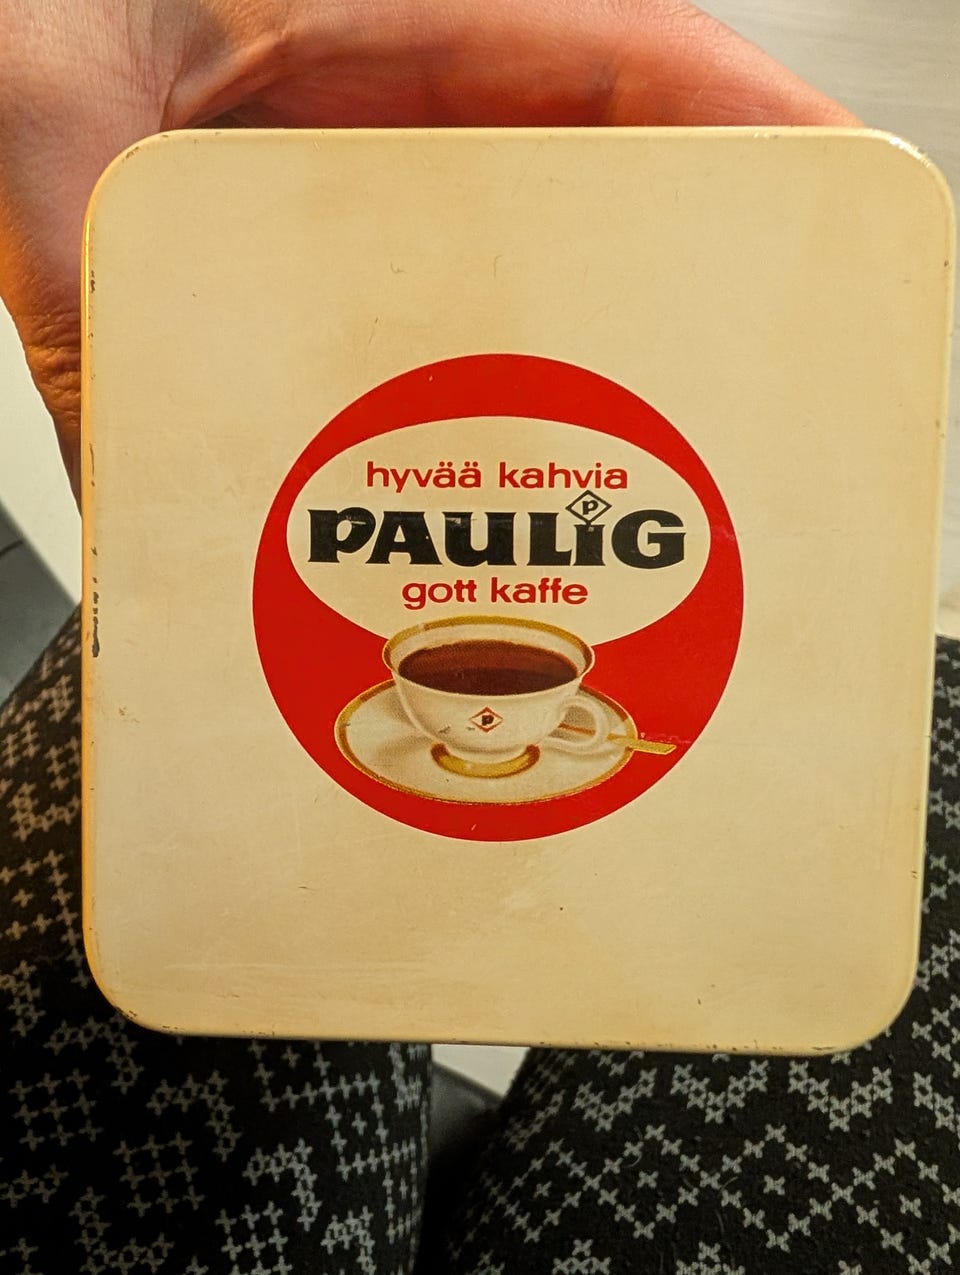 hyvää kahvia
P
PAULiG
gott kaffe
P